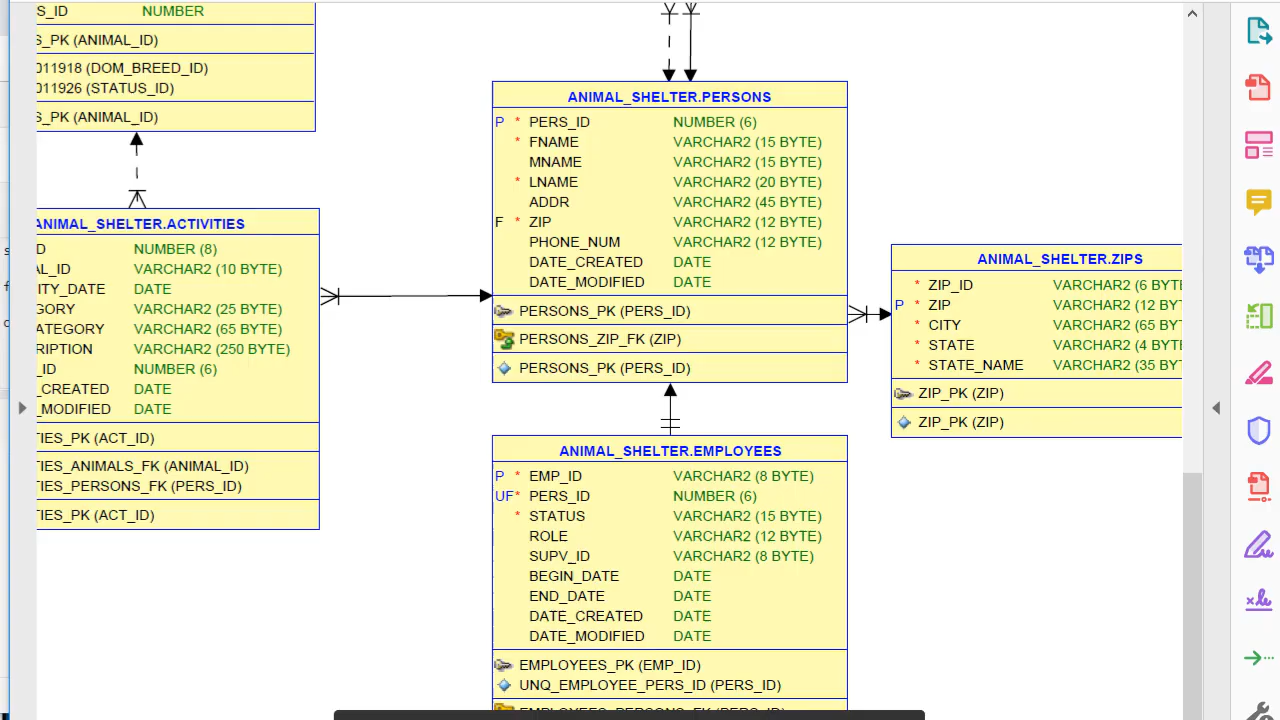 S_ID NUMBER
S_PK (ANIMAL_ID)
011918 (DOM_BREED_ID)
011926 (STATUS_ID)
S_PK (ANIMAL_ID)
ANIMAL_SHELTER.ACTIVITIES
ID NUMBER (8)
AL_ID VARCHAR2 (10 BYTE)
ITY_DATE DATE
GORY VARCHAR2 (25 BYTE)
ATEGORY VARCHAR2 (65 BYTE)
RIPTION VARCHAR2 (250 BYTE)
_ID NUMBER (6)
_CREATED DATE
_MODIFIED DATE
TIES_PK (ACT_ID)
TIES_ANIMALS_FK (ANIMAL_ID)
TIES_PERSONS_FK (PERS_ID)
TIES_PK (ACT_ID)
ANIMAL_SHELTER.PERSONS
P * PERS_ID NUMBER (6)
* FNAME VARCHAR2 (15 BYTE)
MNAME VARCHAR2 (15 BYTE)
* LNAME VARCHAR2 (20 BYTE)
ADDR VARCHAR2 (45 BYTE)
F * ZIP VARCHAR2 (12 BYTE)
PHONE_NUM VARCHAR2 (12 BYTE)
DATE_CREATED DATE
DATE_MODIFIED DATE
PERSONS_PK (PERS_ID)
PERSONS_ZIP_FK (ZIP)
PERSONS_PK (PERS_ID)
ANIMAL_SHELTER.ZIPS
* ZIP_ID VARCHAR2 (6 BYTE
P * ZIP VARCHAR2 (12 BY
* CITY VARCHAR2 (65 BY
* STATE VARCHAR2 (4 BYTE
* STATE_NAME VARCHAR2 (35 BY
ZIP_PK (ZIP)
ZIP_PK (ZIP)
ANIMAL_SHELTER.EMPLOYEES
P * EMP_ID VARCHAR2 (8 BYTE)
UF* PERS_ID NUMBER (6)
* STATUS VARCHAR2 (15 BYTE)
ROLE VARCHAR2 (12 BYTE)
SUPV_ID VARCHAR2 (8 BYTE)
BEGIN_DATE DATE
END_DATE DATE
DATE_CREATED DATE
DATE_MODIFIED DATE
EMPLOYEES_PK (EMP_ID)
UNQ_EMPLOYEE_PERS_ID (PERS_ID)
EMPLOYEES_PERSONS_FK (PERS_ID)